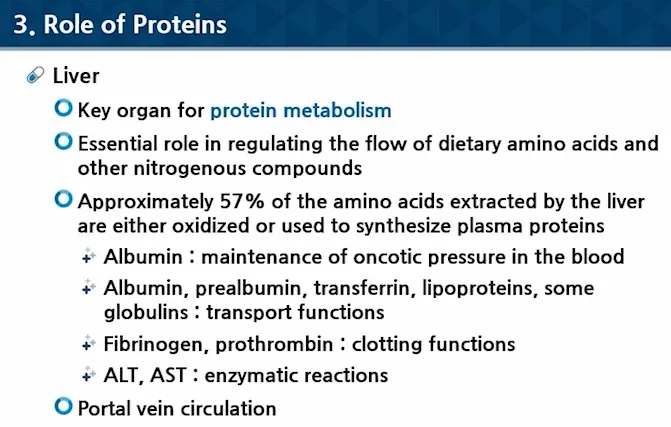 3. Role of Proteins
Liver
Key organ for protein metabolism
Essential role in regulating the flow of dietary amino acids and
other nitrogenous compounds
Approximately 57% of the amino acids extracted by the liver
are either oxidized or used to synthesize plasma proteins
Albumin : maintenance of oncotic pressure in the blood
Albumin, prealbumin, transferrin, lipoproteins, some
globulins : transport functions
Fibrinogen, prothrombin : clotting functions
ALT, AST : enzymatic reactions
Portal vein circulation